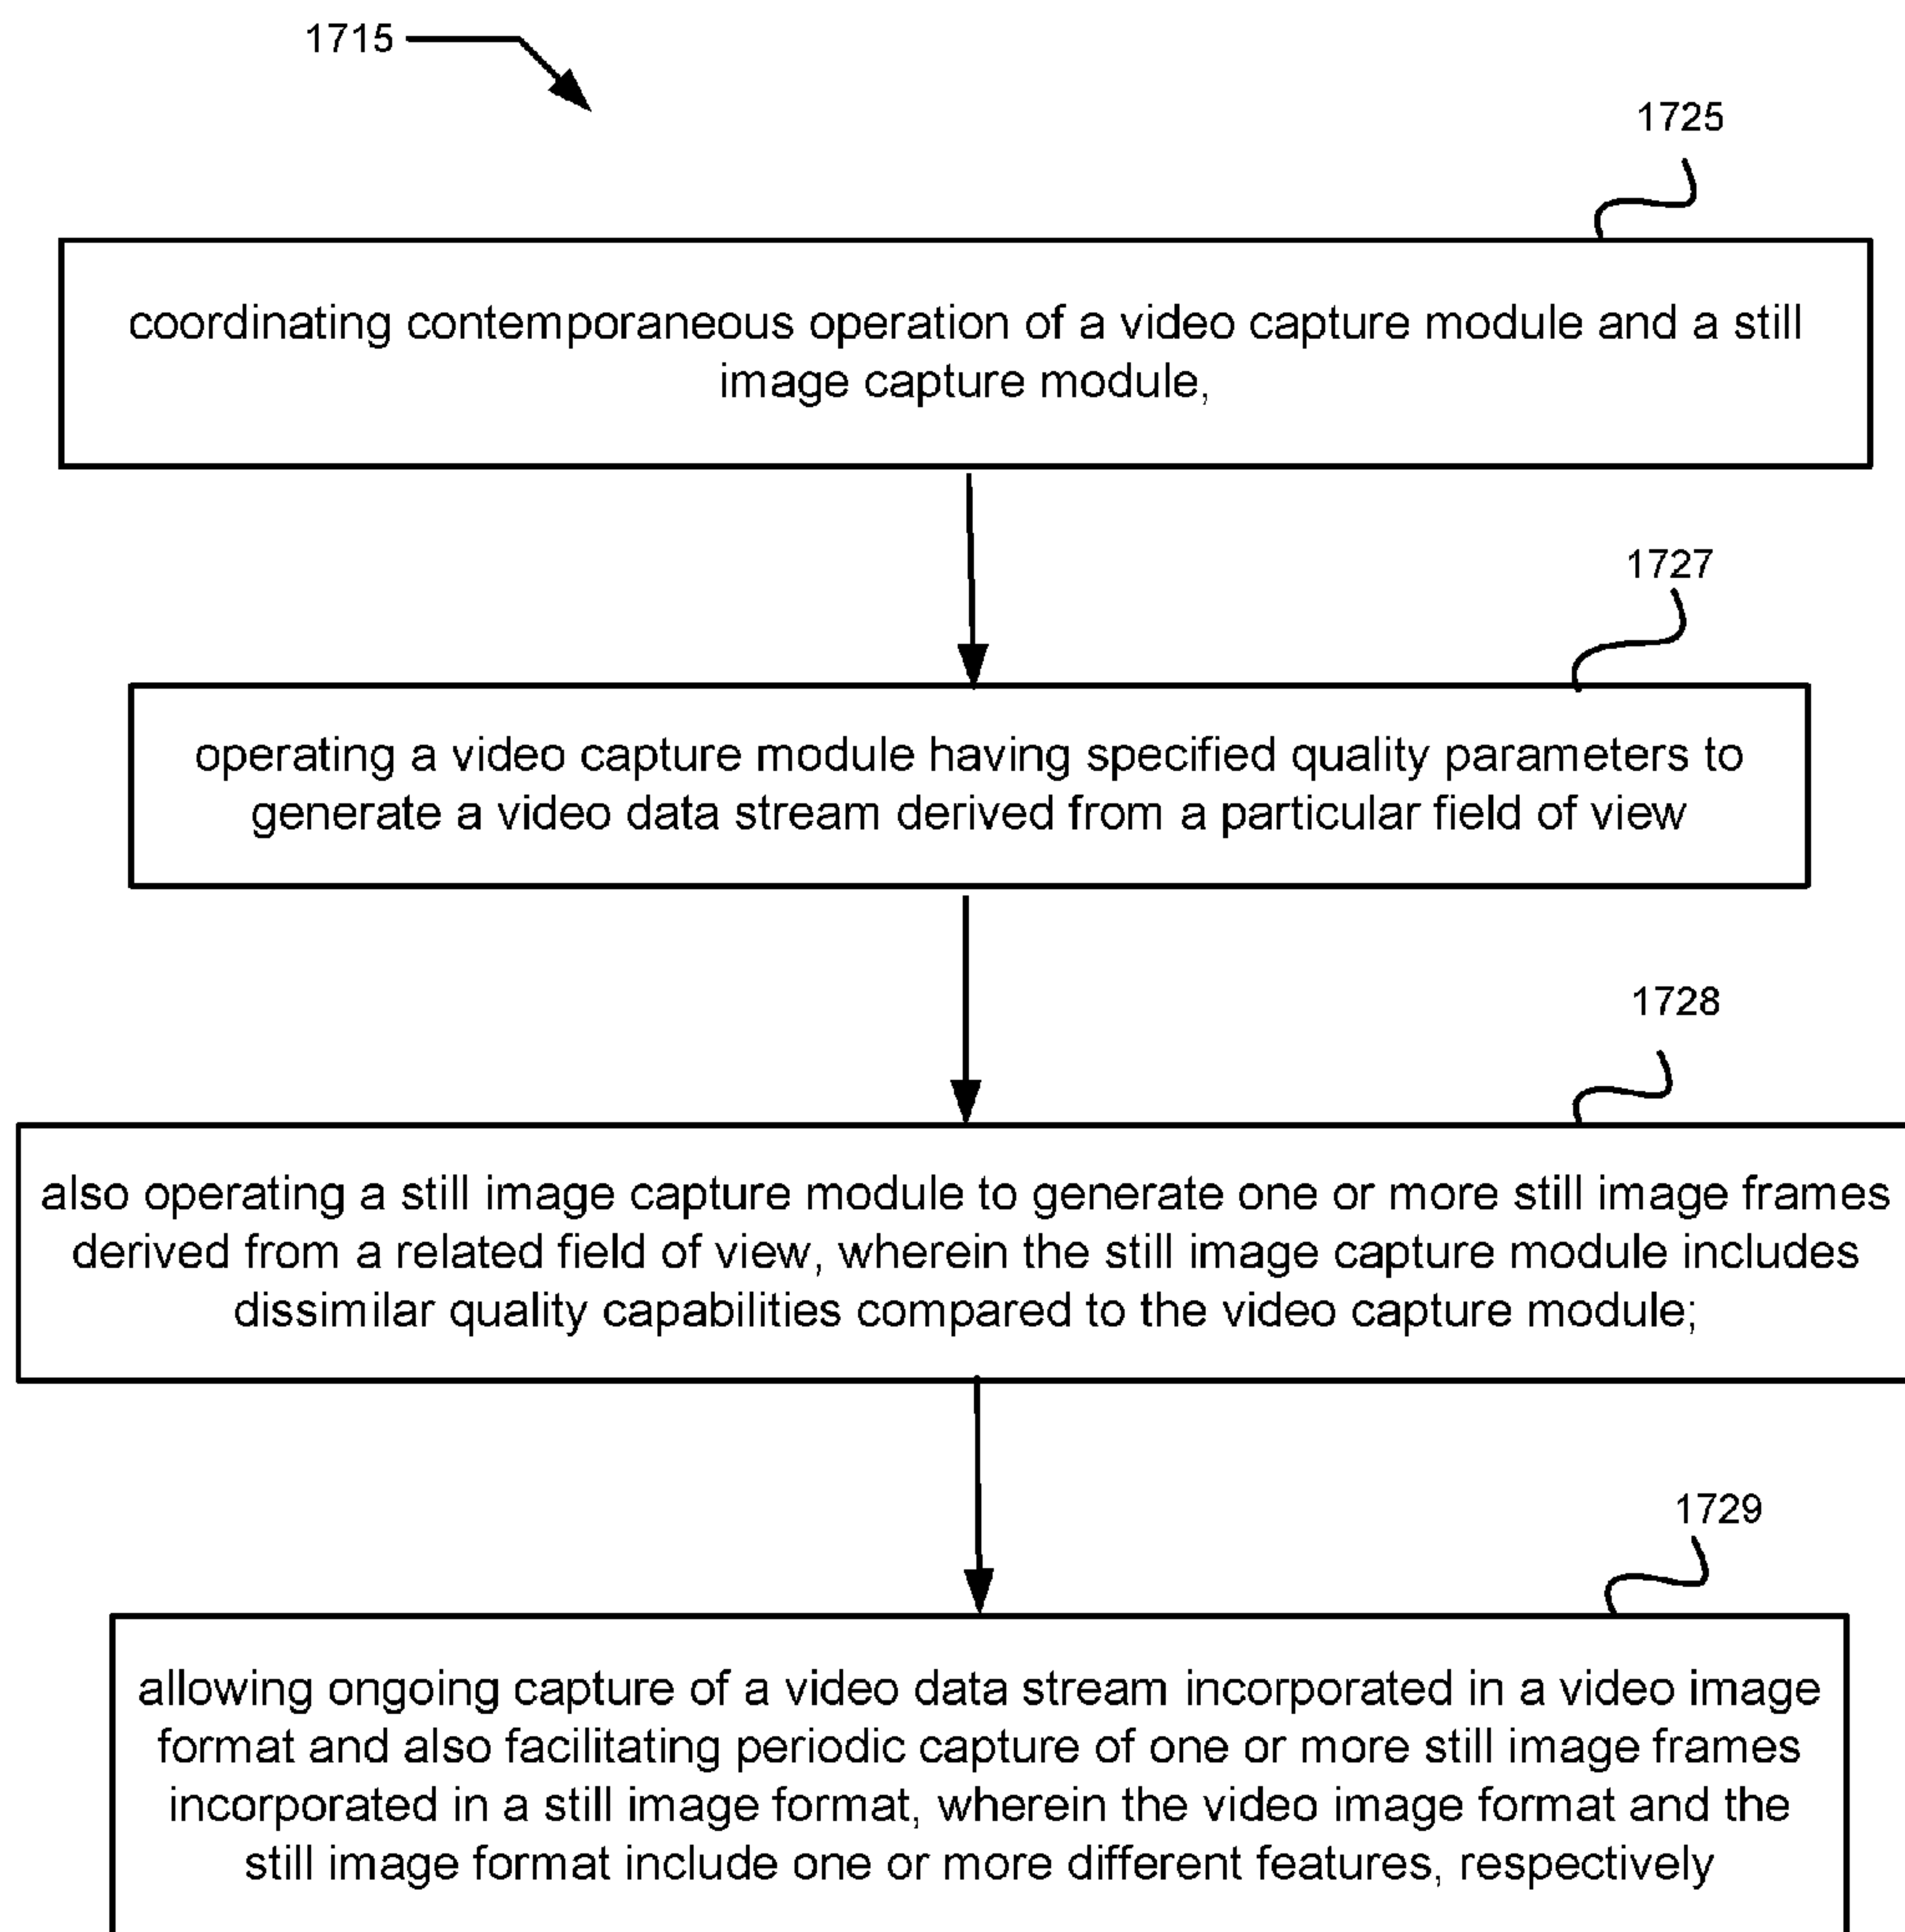 1715
1725
coordinating contemporaneous operation of a video capture module and a still
image capture module,
1727
operating a video capture module having specified quality parameters to
generate a video data stream derived from a particular field of view
1728
also operating a still image capture module to generate one or more still image frames
derived from a related field of view, wherein the still image capture module includes
dissimilar quality capabilities compared to the video capture module;
1729
allowing ongoing capture of a video data stream incorporated in a video image
format and also facilitating periodic capture of one or more still image frames
incorporated in a still image format, wherein the video image format and the
still image format include one or more different features, respectively